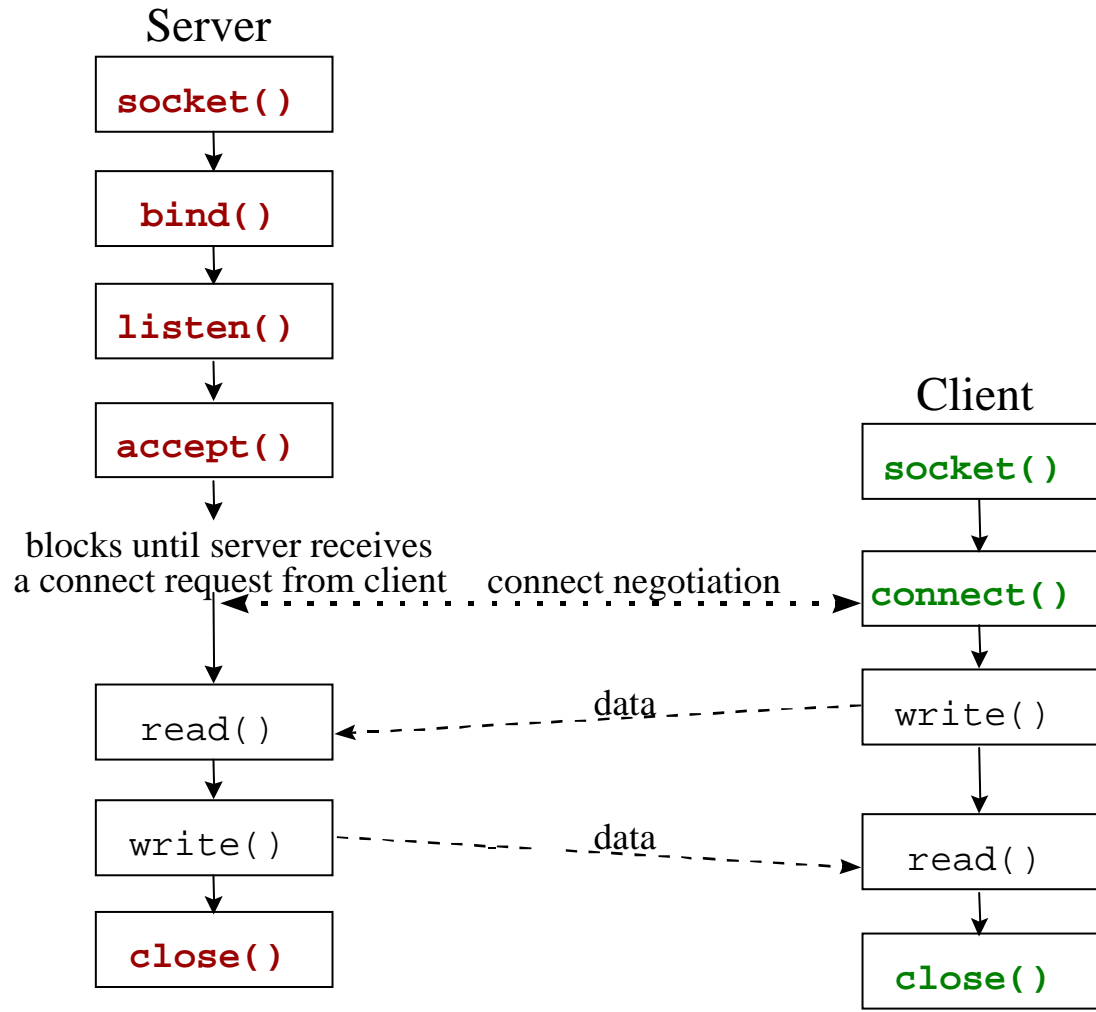 Server
socket()
bind()
listen()
accept()
blocks until server receives
a connect request from client
read()
write()
close()
connect negotiation
data
data
Client
socket()
connect()
write()
read()
close()